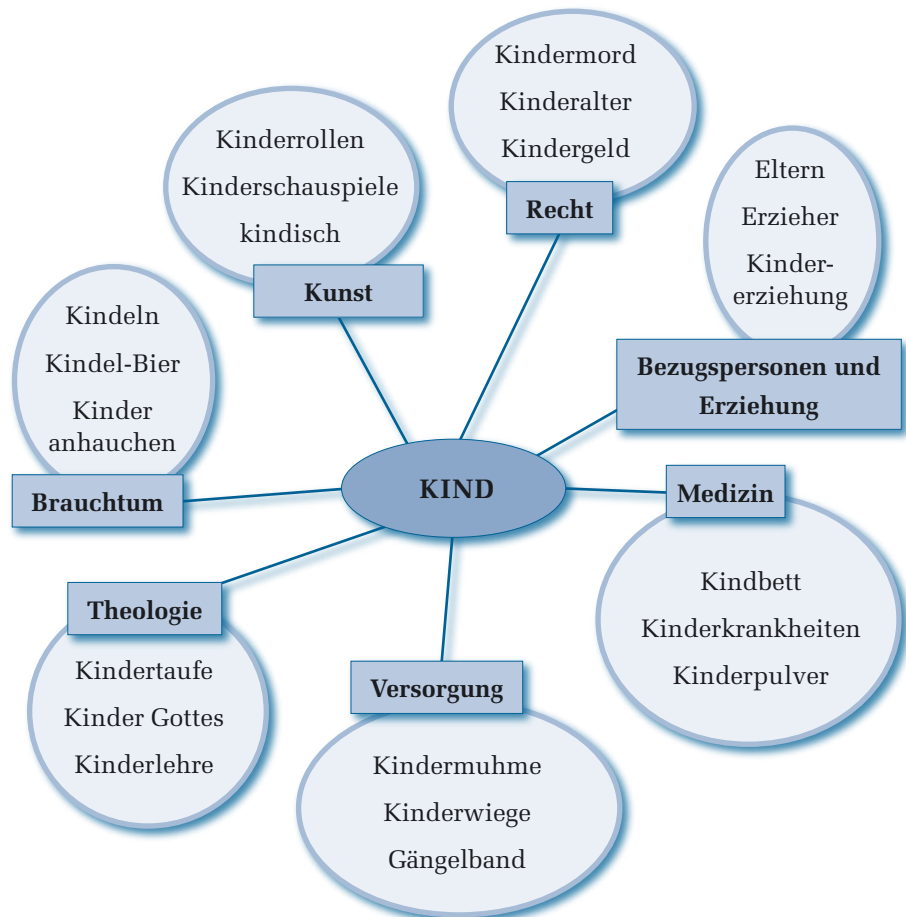 Kindermord
Kinderalter
Kindergeld
Recht
Kinderrollen
Kinderschauspiele
kindisch
Kunst
Eltern
Erzieher
Kinder-
erziehung
Bezugspersonen und
Erziehung
Kindeln
Kindel-Bier
Kinder
anhauchen
Brauchtum
KIND
Medizin
Kindbett
Kinderkrankheiten
Kinderpulver
Theologie
Kindertaufe
Kinder Gottes
Kinderlehre
Versorgung
Kindermuhme
Kinderwiege
Gängelband